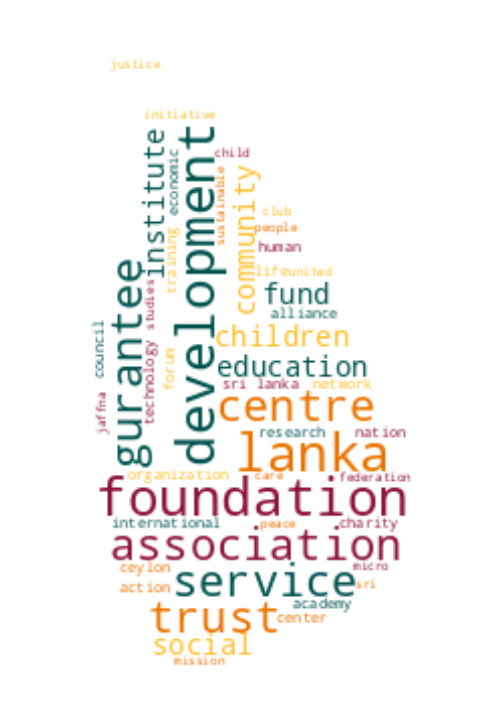 justice
initiative
institute
economic
development
child
sustainable
community
club
people
human
training
life
united
gurantee
studies
fund
alliance
council
children
technology
forum
education
sri lanka
network
jaffna
centre
research
nation
lanka
organization
care
federation
foundation
international
peace
charity
association
ceylon
micro
action
service
sri
academy
trust
center
social
mission